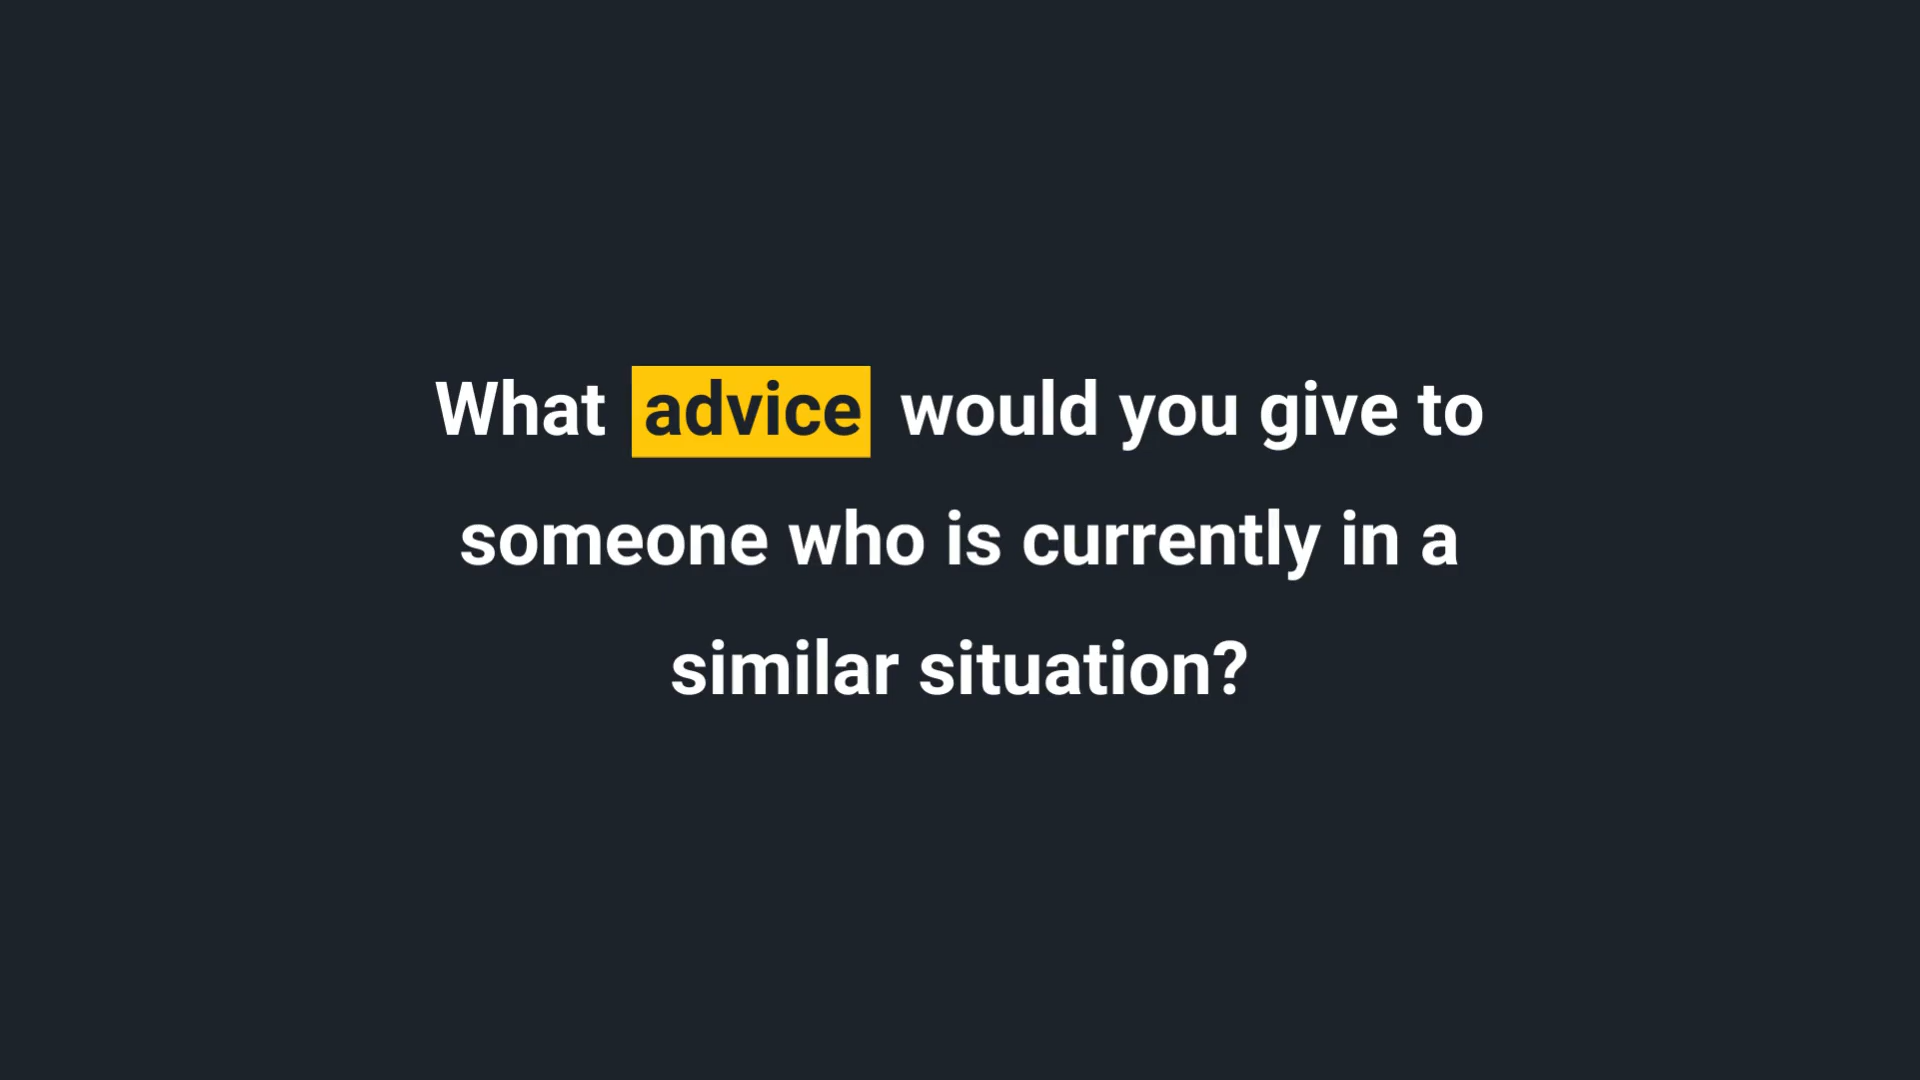 What advice would you give to
someone who is currently in a
similar situation?